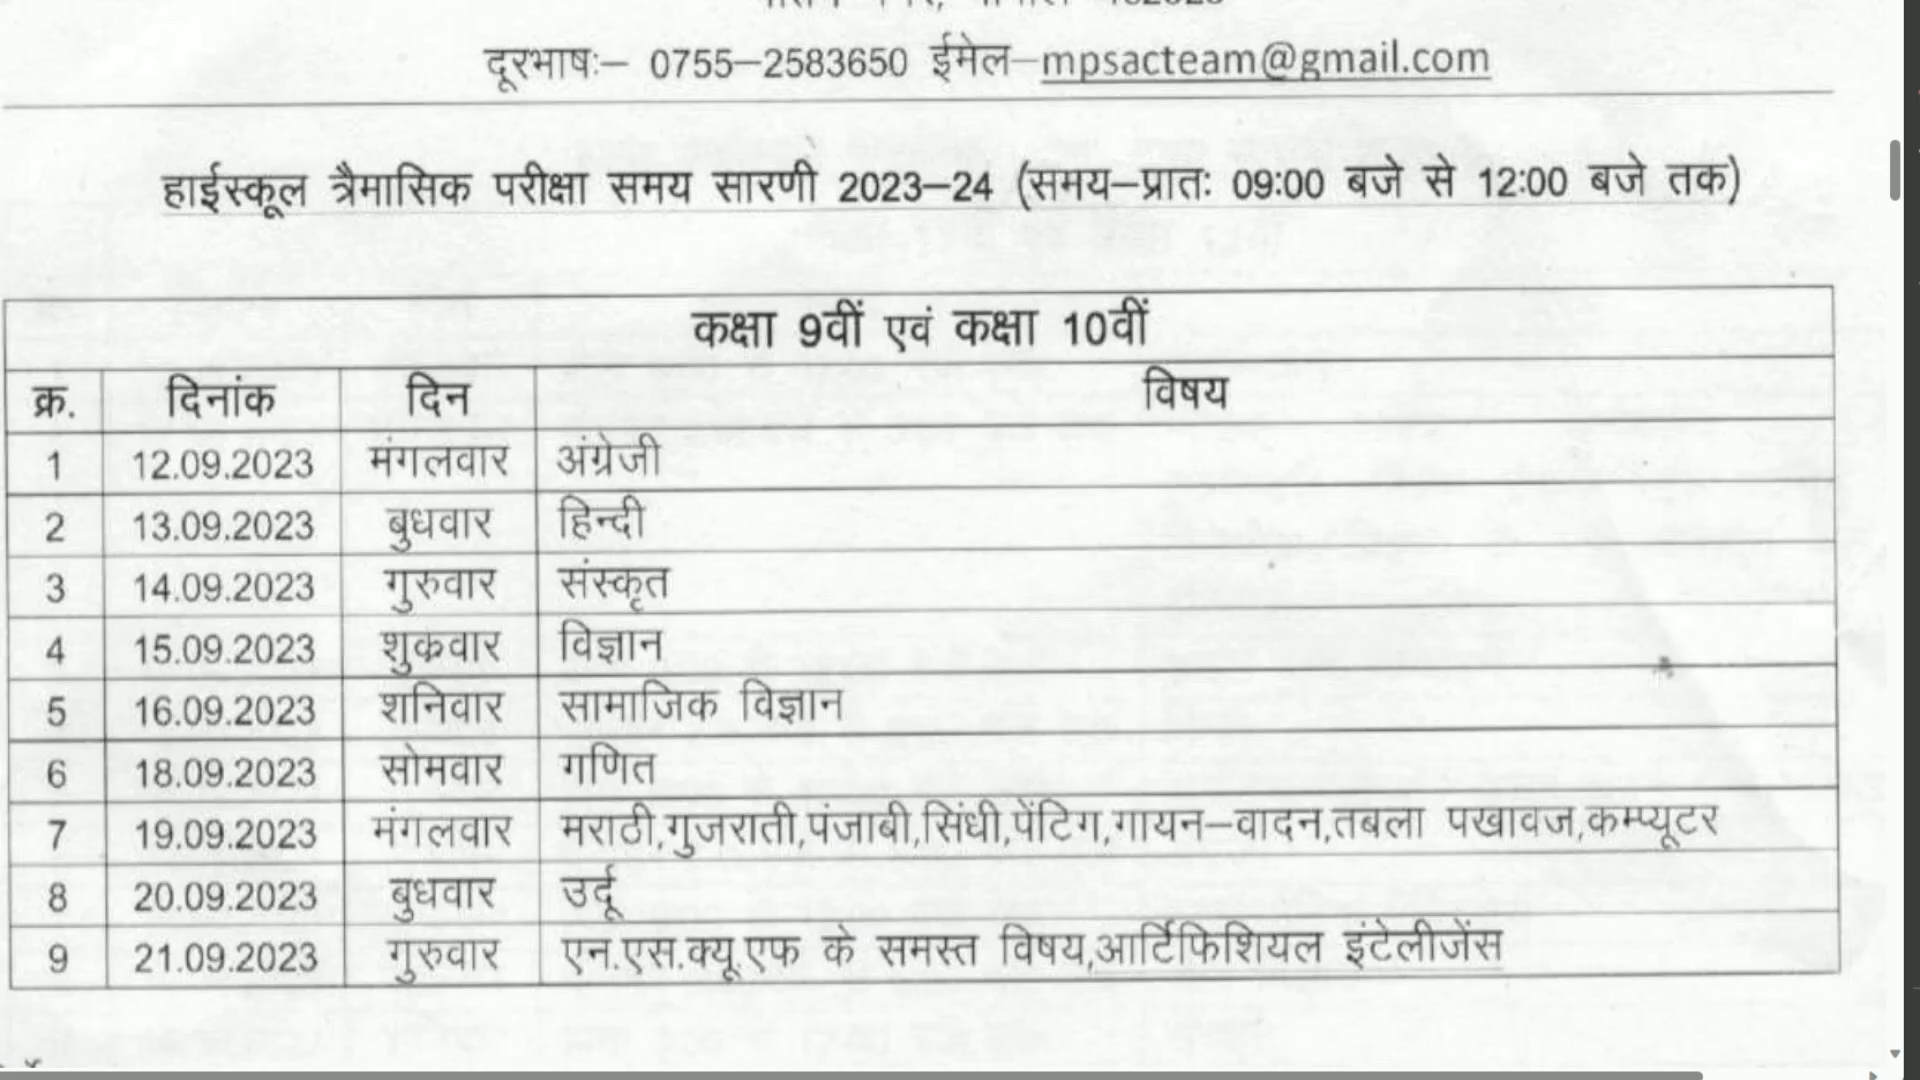 दूरभाषः– 0755–2583650 ईमेल–mpsacteam@gmail.com
हाईस्कूल त्रैमासिक परीक्षा समय सारणी 2023–24 (समय–प्रातः 09:00 बजे से 12:00 बजे तक)
कक्षा 9वीं एवं कक्षा 10वीं
क्र. दिनांक दिन विषय
1 12.09.2023 मंगलवार अंग्रेजी
2 13.09.2023 बुधवार हिन्दी
3 14.09.2023 गुरुवार संस्कृत
4 15.09.2023 शुकवार विज्ञान
5 16.09.2023 शनिवार सामाजिक विज्ञान
6 18.09.2023 सोमवार गणित
7 19.09.2023 मंगलवार मराठी,गुजराती,पंजाबी,सिंधी,पेंटिग,गायन–वादन,तबला पखावज,कम्प्यूटर
8 20.09.2023 बुधवार उर्दू
9 21.09.2023 गुरुवार एन.एस.क्यू.एफ के समस्त विषय,आर्टिफिशियल इंटेलीजेंस